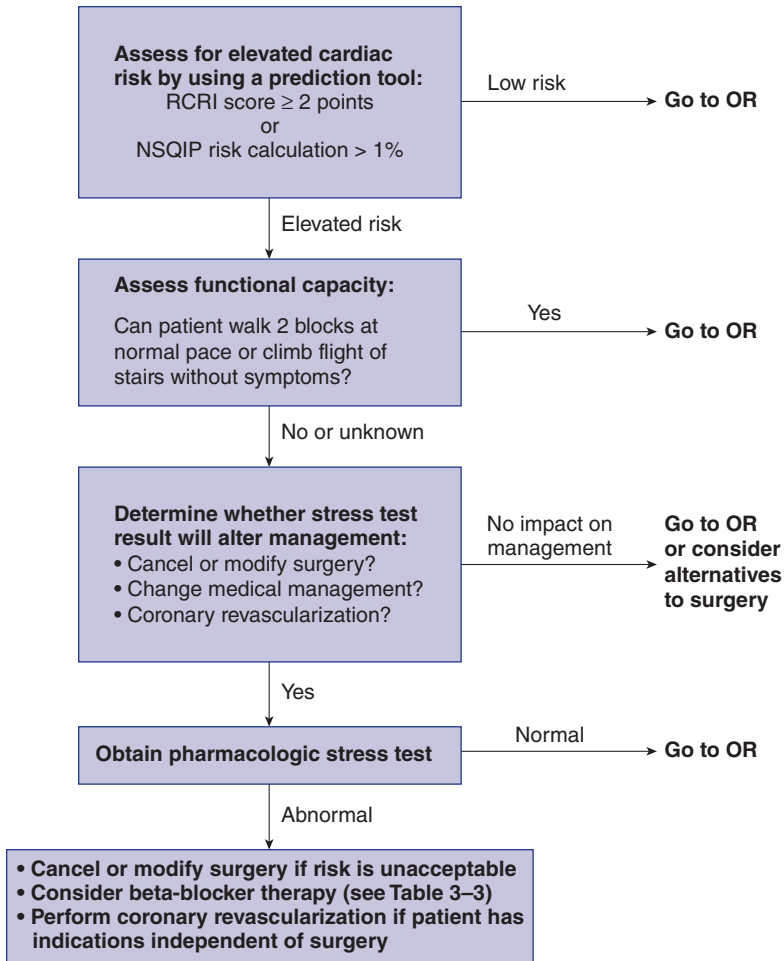 Assess for elevated cardiac
risk by using a prediction tool:
RCRI score ≥ 2 points
or
NSQIP risk calculation > 1%
Low risk
Go to OR
Elevated risk
Assess functional capacity:
Can patient walk 2 blocks at
normal pace or climb flight of
stairs without symptoms?
Yes
Go to OR
No or unknown
Determine whether stress test
result will alter management:
• Cancel or modify surgery?
• Change medical management?
• Coronary revascularization?
No impact on
management
Go to OR
or consider
alternatives
to surgery
Yes
Obtain pharmacologic stress test
Normal
Go to OR
Abnormal
• Cancel or modify surgery if risk is unacceptable
• Consider beta-blocker therapy (see Table 3–3)
• Perform coronary revascularization if patient has
indications independent of surgery